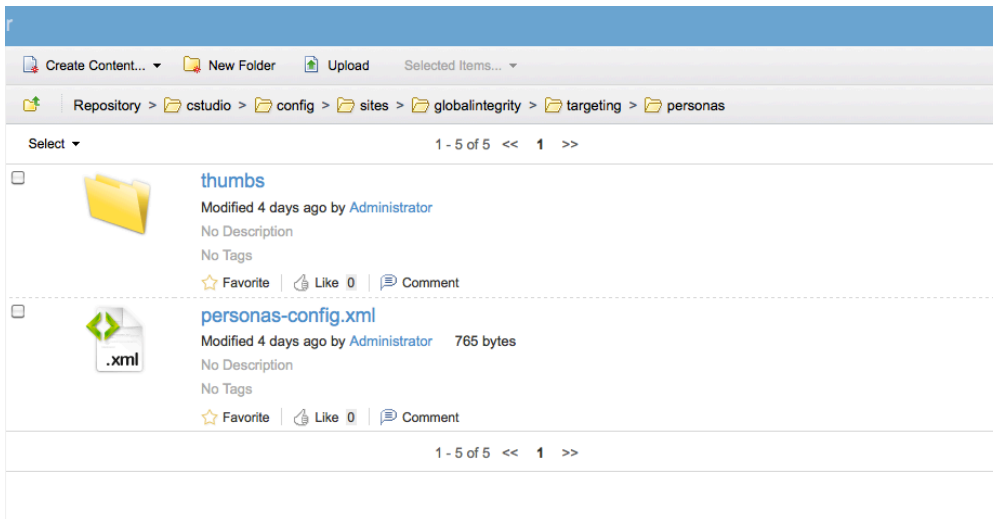 r
Create Content... New Folder Upload Selected Items...
Repository > cstudio > config > sites > globalintegrity > targeting > personas
Select 1 - 5 of 5 << 1 >>
thumbs
Modified 4 days ago by Administrator
No Description
No Tags
Favorite Like 0 Comment
personas-config.xml
.xml
Modified 4 days ago by Administrator 765 bytes
No Description
No Tags
Favorite Like 0 Comment
1 - 5 of 5 << 1 >>